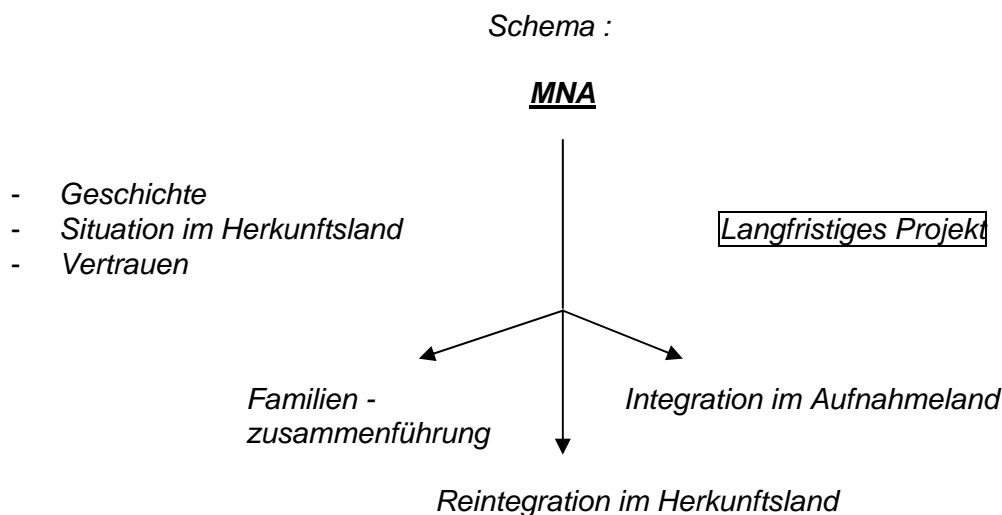 Schema :
MNA
- Geschichte
- Situation im Herkunftsland
- Vertrauen
Langfristiges Projekt
Familien -
zusammenführung
Integration im Aufnahmeland
Reintegration im Herkunftsland